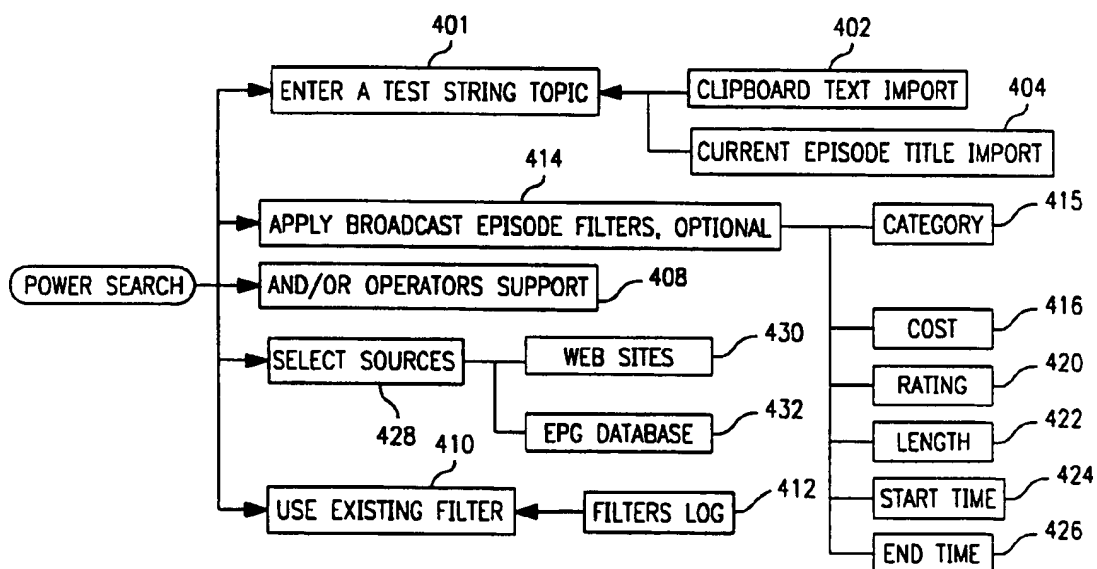 401
402
ENTER A TEST STRING TOPIC
CLIPBOARD TEXT IMPORT
404
CURRENT EPISODE TITLE IMPORT
414
APPLY BROADCAST EPISODE FILTERS, OPTIONAL
CATEGORY
415
POWER SEARCH
AND/OR OPERATORS SUPPORT
408
COST
416
SELECT SOURCES
428
WEB SITES
430
RATING
420
EPG DATABASE
432
LENGTH
422
410
USE EXISTING FILTER
FILTERS LOG
412
START TIME
424
END TIME
426